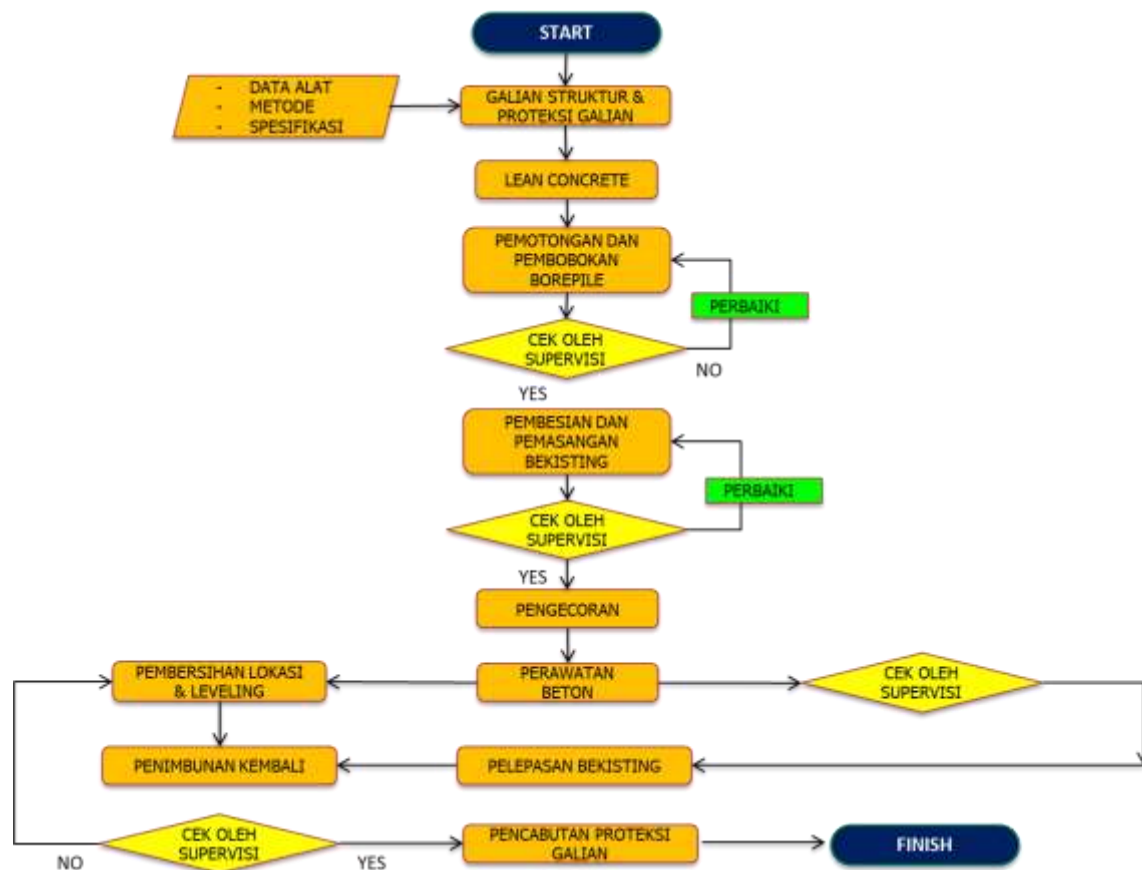 START
- DATA ALAT
- METODE
- SPESIFIKASI
GALIAN STRUKTUR &
PROTEKSI GALIAN
LEAN CONCRETE
PEMOTONGAN DAN
PEMBOBOKAN
BOREPILE
PERBAIKI
CEK OLEH
SUPERVISI
NO
YES
PEMBESIAN DAN
PEMASANGAN
BEKISTING
PERBAIKI
CEK OLEH
SUPERVISI
YES
PENGECORAN
PEMBERSIHAN LOKASI
& LEVELING
PERAWATAN
BETON
CEK OLEH
SUPERVISI
PENIMBUNAN KEMBALI
PELEPASAN BEKISTING
CEK OLEH
SUPERVISI
NO
YES
PENCABUTAN PROTEKSI
GALIAN
FINISH